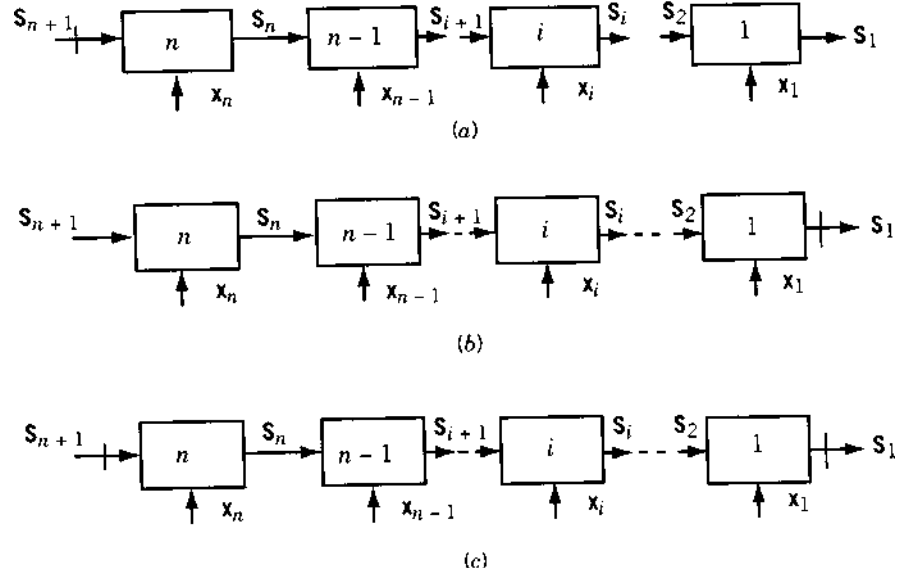 S_{n+1} n S_n n − 1 S_{i+1} i S_i S_2 1 S_1
x_n x_{n−1} x_i x_1
(a)
S_{n+1} n S_n n − 1 S_{i+1} i S_i S_2 1 S_1
x_n x_{n−1} x_i x_1
(b)
S_{n+1} n S_n n − 1 S_{i+1} i S_i S_2 1 S_1
x_n x_{n−1} x_i x_1
(c)